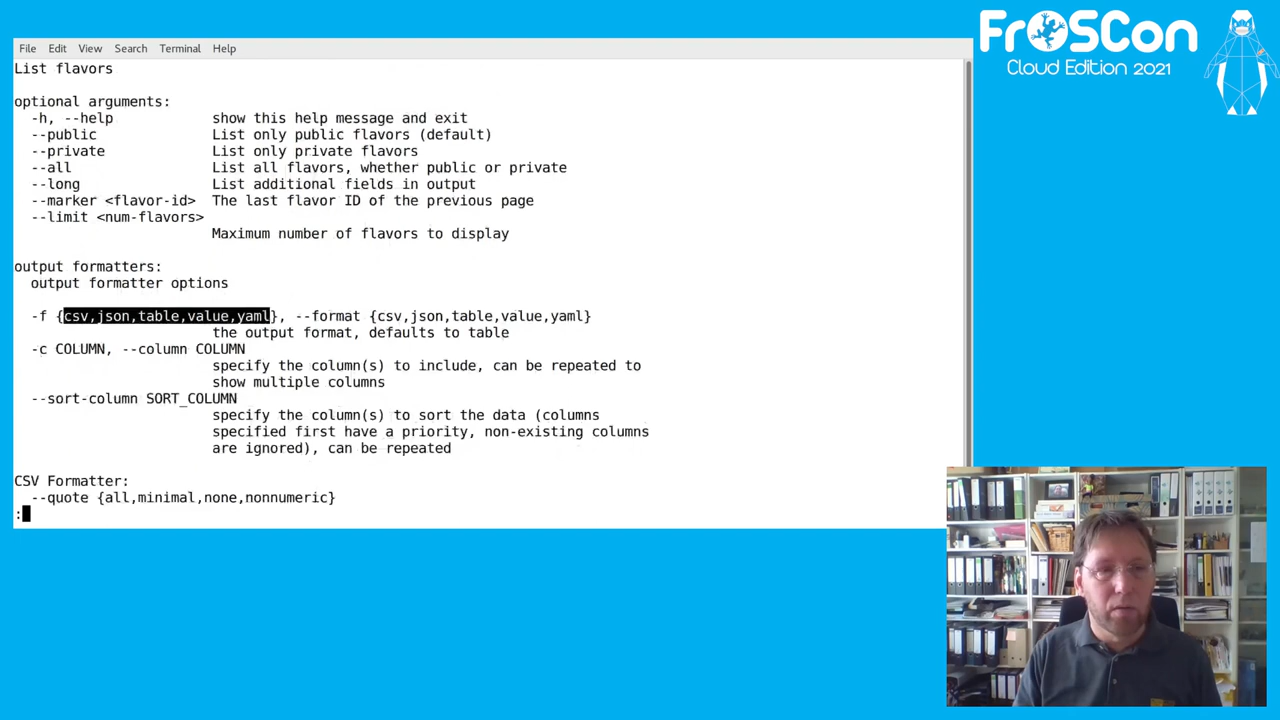 FrOSCon
Cloud Edition 2021
File Edit View Search Terminal Help
List flavors
optional arguments:
-h, --help show this help message and exit
--public List only public flavors (default)
--private List only private flavors
--all List all flavors, whether public or private
--long List additional fields in output
--marker <flavor-id> The last flavor ID of the previous page
--limit <num-flavors>
Maximum number of flavors to display
output formatters:
output formatter options
-f {csv,json,table,value,yaml}, --format {csv,json,table,value,yaml}
the output format, defaults to table
-c COLUMN, --column COLUMN
specify the column(s) to include, can be repeated to
show multiple columns
--sort-column SORT_COLUMN
specify the column(s) to sort the data (columns
specified first have a priority, non-existing columns
are ignored), can be repeated
CSV Formatter:
--quote {all,minimal,none,nonnumeric}
: